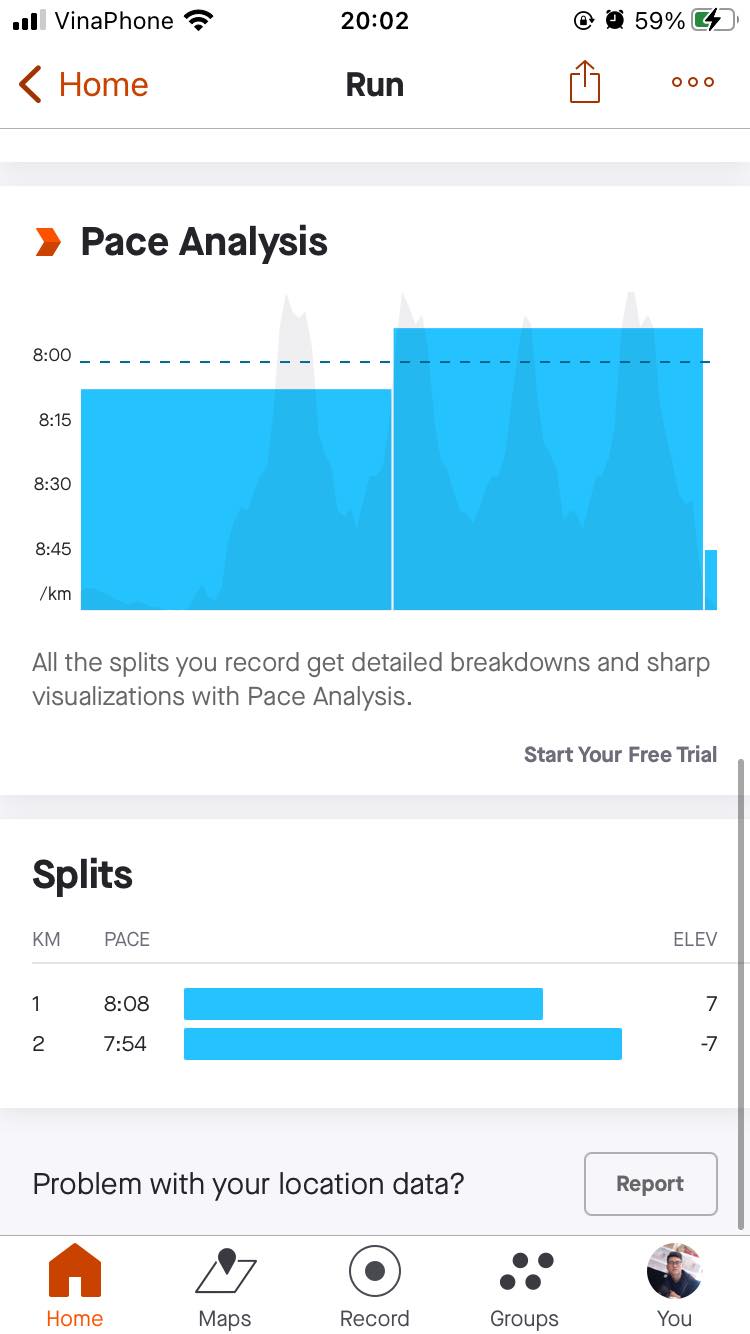 VinaPhone 20:02 59%
Home Run
Pace Analysis
8:00
8:15
8:30
8:45
/km
All the splits you record get detailed breakdowns and sharp
visualizations with Pace Analysis.
Start Your Free Trial
Splits
KM PACE ELEV
1 8:08 7
2 7:54 -7
Problem with your location data? Report
Home Maps Record Groups You